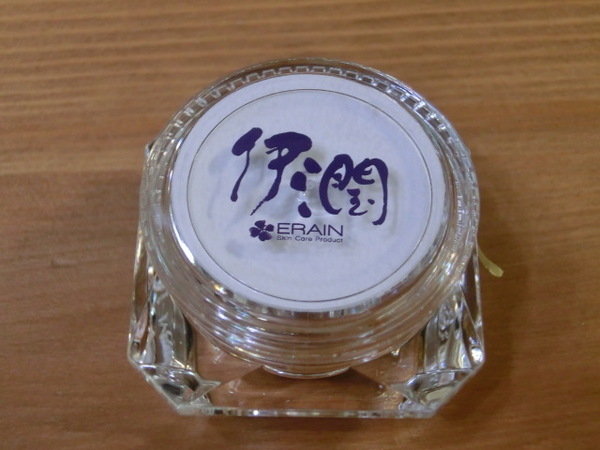 伊潤
ERAIN
Skin Care Product